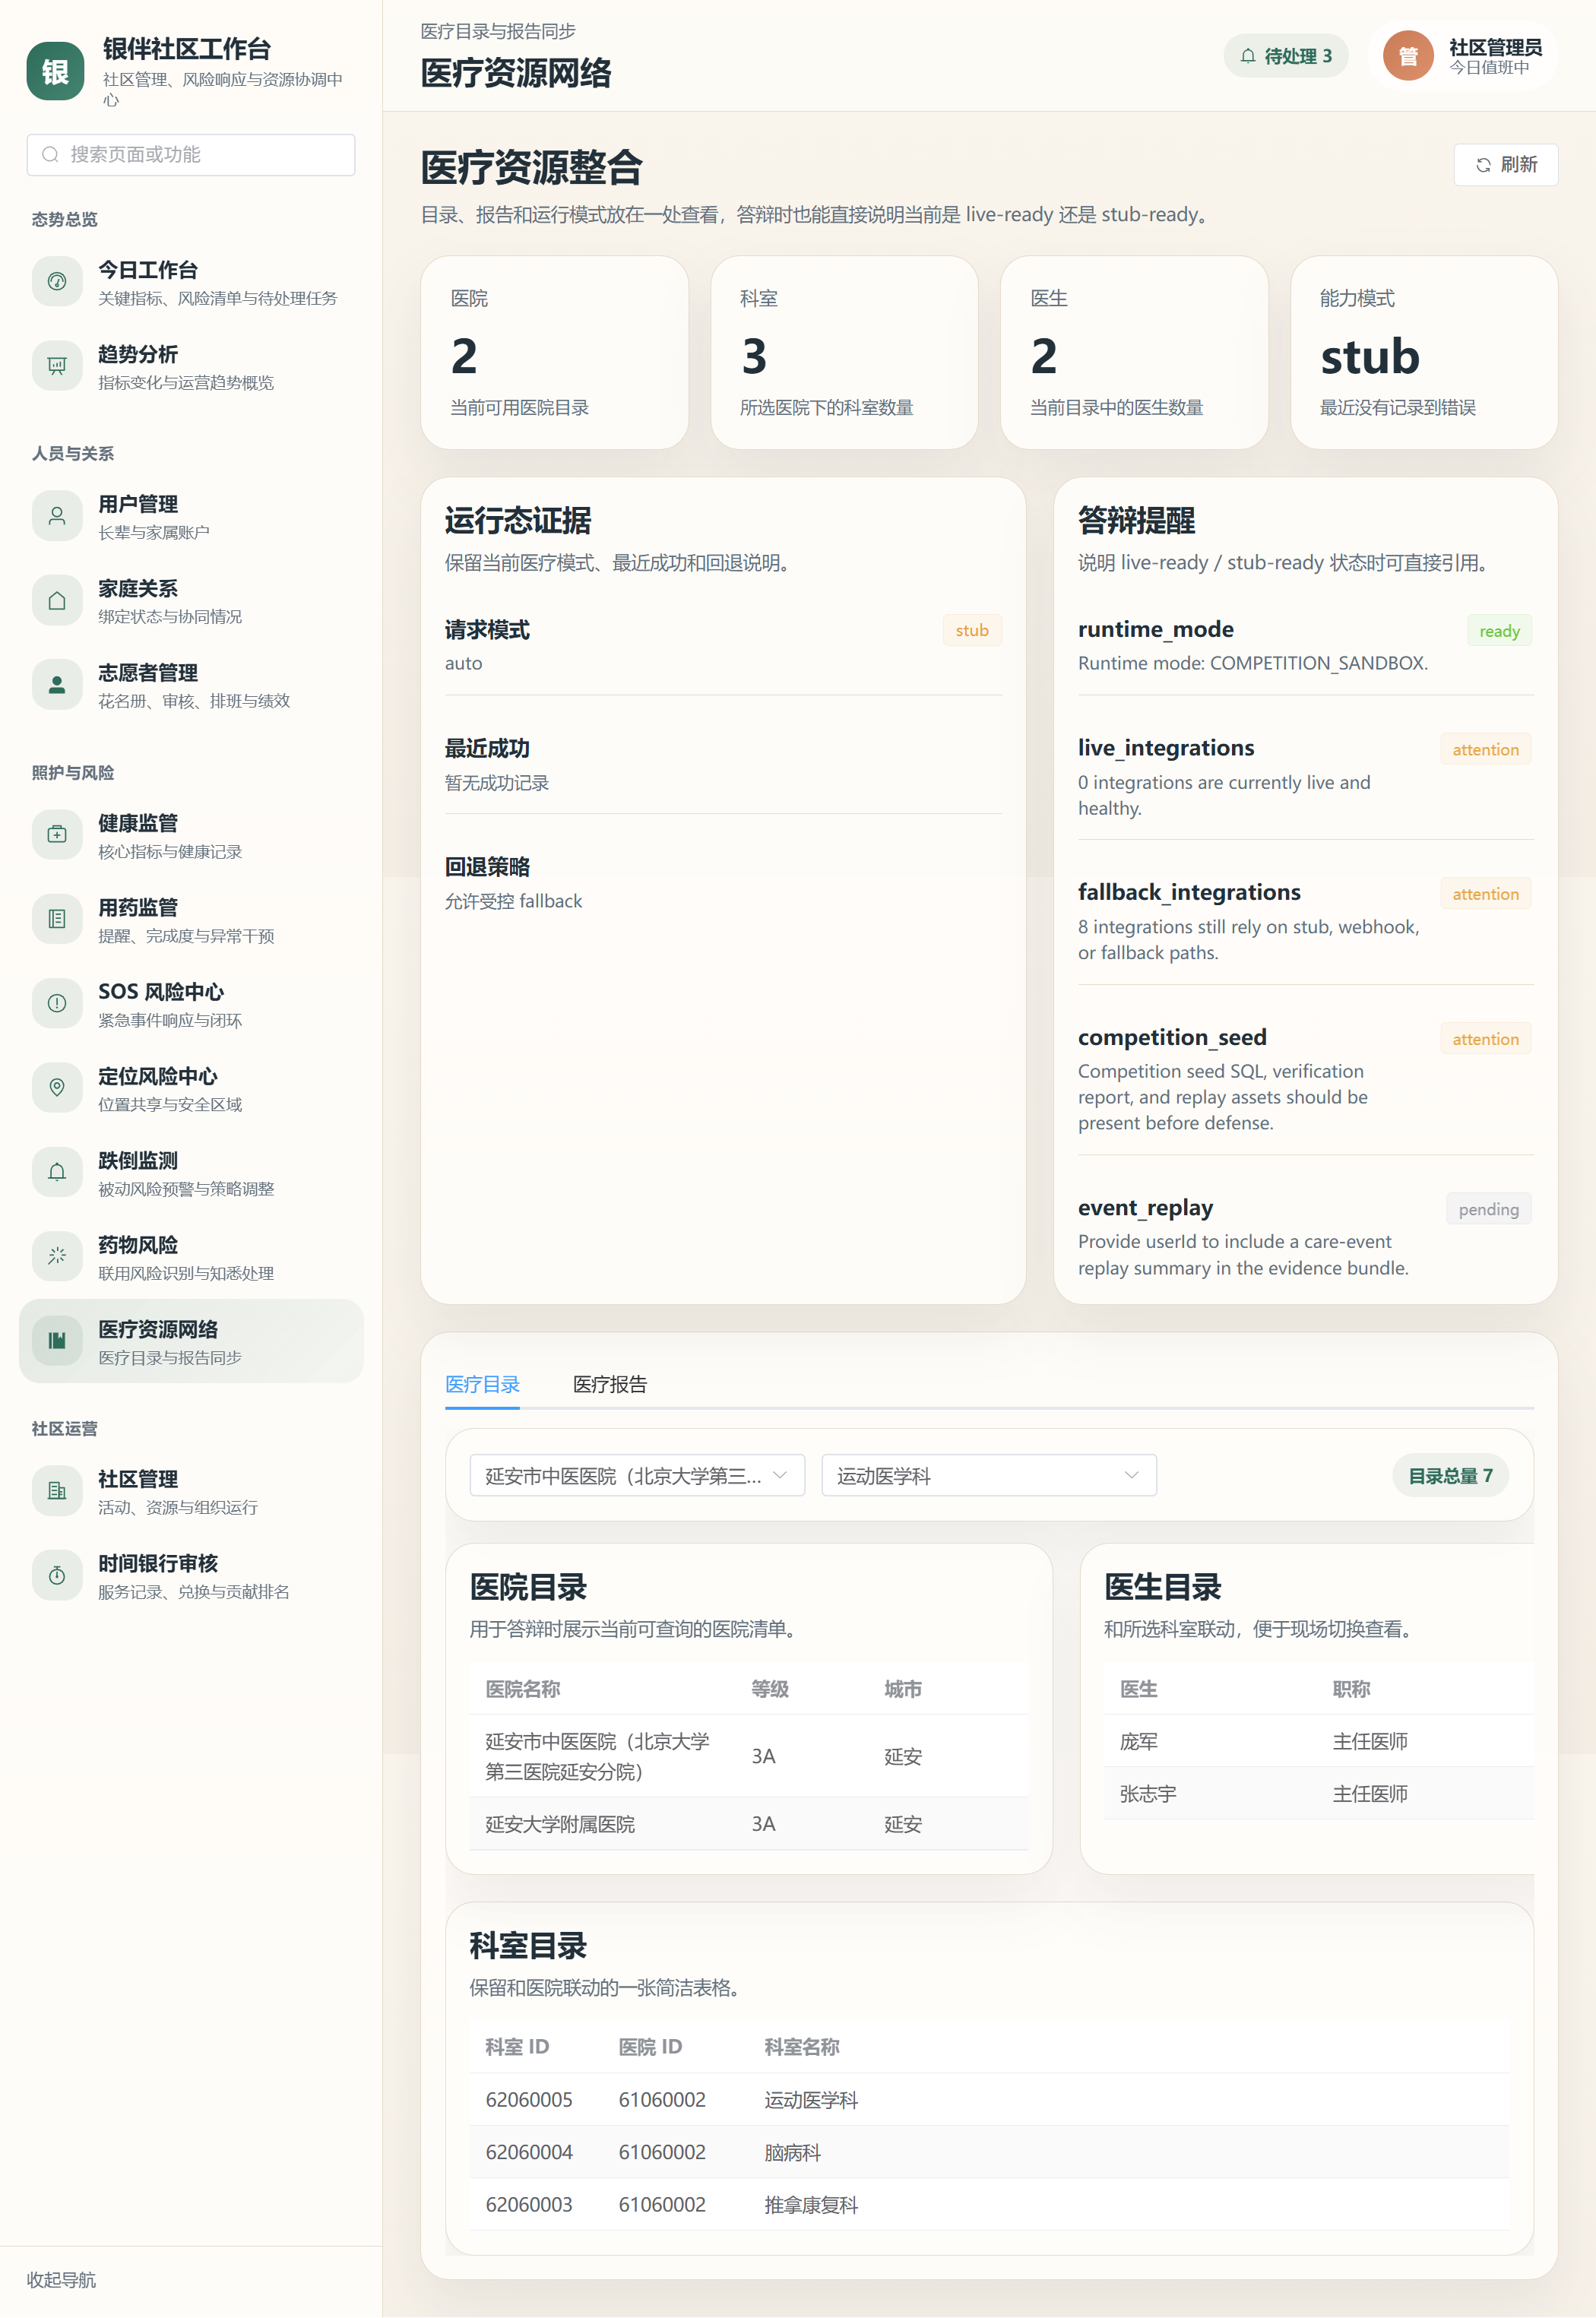 银
银伴社区工作台
社区管理、风险响应与资源协调中
心
搜索页面或功能
态势总览
今日工作台
关键指标、风险清单与待处理任务
趋势分析
指标变化与运营趋势概览
人员与关系
用户管理
长辈与家属账户
家庭关系
绑定状态与协同情况
志愿者管理
花名册、审核、排班与绩效
照护与风险
健康监管
核心指标与健康记录
用药监管
提醒、完成度与异常干预
SOS 风险中心
紧急事件响应与闭环
定位风险中心
位置共享与安全区域
跌倒监测
被动风险预警与策略调整
药物风险
联用风险识别与知悉处理
医疗资源网络
医疗目录与报告同步
社区运营
社区管理
活动、资源与组织运行
时间银行审核
服务记录、兑换与贡献排名
收起导航
医疗目录与报告同步
医疗资源网络
待处理 3
管
社区管理员
今日值班中
医疗资源整合
目录、报告和运行模式放在一处查看，答辩时也能直接说明当前是 live-ready 还是 stub-ready。
刷新
医院
2
当前可用医院目录
科室
3
所选医院下的科室数量
医生
2
当前目录中的医生数量
能力模式
stub
最近没有记录到错误
运行态证据
保留当前医疗模式、最近成功和回退说明。
请求模式
stub
auto
最近成功
暂无成功记录
回退策略
允许受控 fallback
答辩提醒
说明 live-ready / stub-ready 状态时可直接引用。
runtime_mode
ready
Runtime mode: COMPETITION_SANDBOX.
live_integrations
attention
0 integrations are currently live and
healthy.
fallback_integrations
attention
8 integrations still rely on stub, webhook,
or fallback paths.
competition_seed
attention
Competition seed SQL, verification
report, and replay assets should be
present before defense.
event_replay
pending
Provide userId to include a care-event
replay summary in the evidence bundle.
医疗目录 医疗报告
延安市中医医院（北京大学第三... 运动医学科 目录总量 7
医院目录
用于答辩时展示当前可查询的医院清单。
医院名称 等级 城市
延安市中医医院（北京大学
第三医院延安分院） 3A 延安
延安大学附属医院 3A 延安
医生目录
和所选科室联动，便于现场切换查看。
医生 职称
庞军 主任医师
张志宇 主任医师
科室目录
保留和医院联动的一张简洁表格。
科室 ID 医院 ID 科室名称
62060005 61060002 运动医学科
62060004 61060002 脑病科
62060003 61060002 推拿康复科